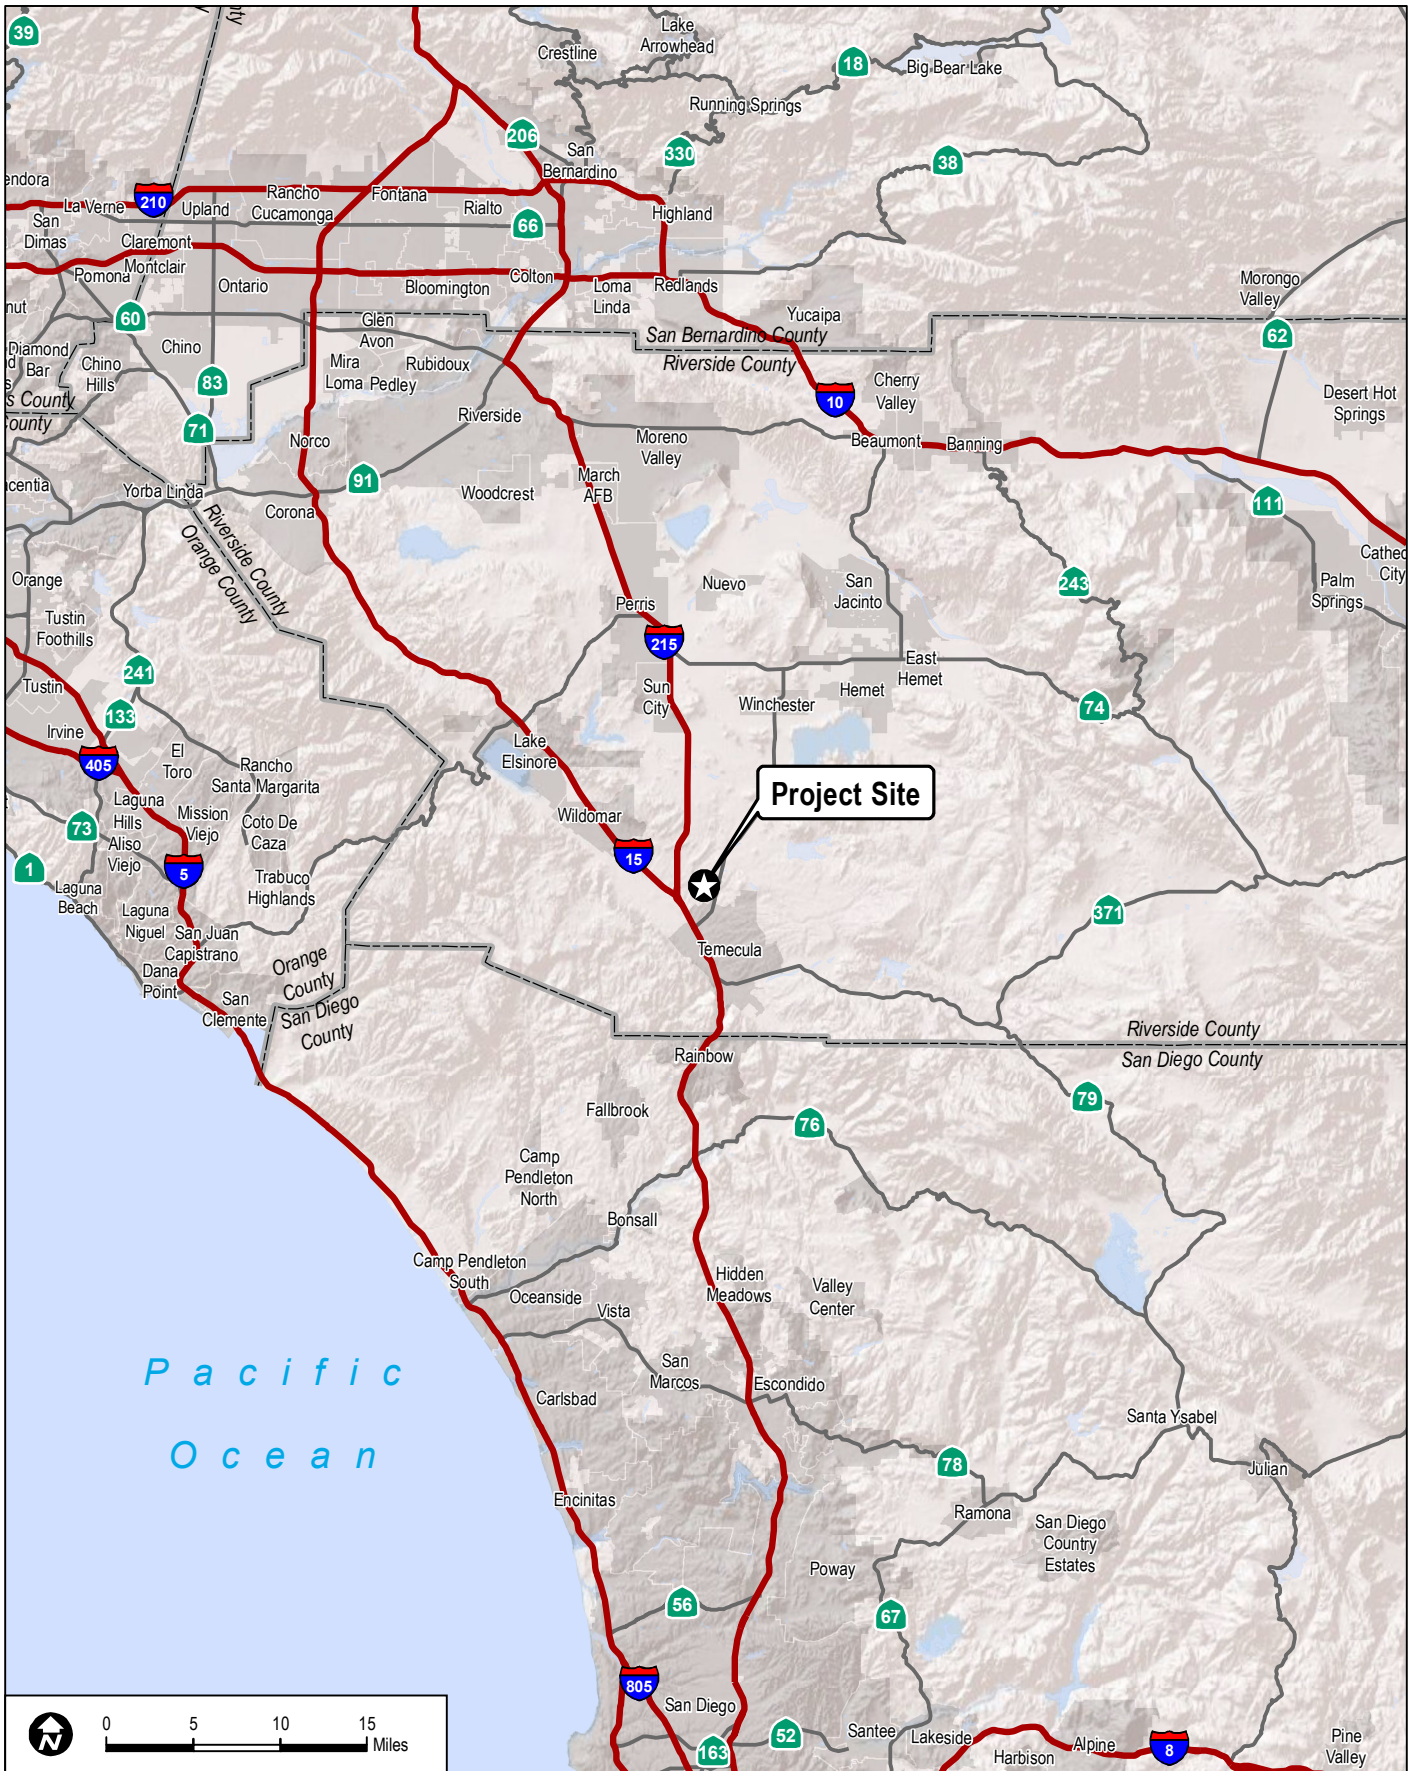 39
Crestline
Lake
Arrowhead
18
Big Bear Lake
Running Springs
206
330
San
Bernardino
38
endora
La Verne
210
Upland
Rancho
Cucamonga
Fontana
Rialto
66
Highland
San
Dimas
Claremont
Montclair
Pomona
Ontario
Bloomington
Colton
Loma
Linda
Redlands
Yucaipa
Morongo
Valley
nut
60
Glen
Avon
San Bernardino County
Riverside County
62
Diamond
Bar
Chino
Chino
Hills
Mira
Loma
Pedley
Rubidoux
83
10
Cherry
Valley
Desert Hot
Springs
s County
ounty
71
Riverside
Norco
Moreno
Valley
Beaumont
Banning
91
March
AFB
Woodcrest
centia
Yorba Linda
Corona
111
Riverside County
Orange County
Cathed
City
Orange
Tustin
Foothills
Nuevo
San
Jacinto
243
Palm
Springs
Perris
215
241
Tustin
East
Hemet
Hemet
Sun
City
Winchester
74
133
Irvine
405
El
Toro
Rancho
Santa Margarita
Lake
Elsinore
Project Site
Laguna
Hills
Mission
Viejo
Coto De
Caza
73
Aliso
Viejo
Wildomar
15
1
5
Trabuco
Highlands
Laguna
Beach
Laguna
Niguel
San Juan
Capistrano
371
Temecula
Dana
Point
Orange
County
San Diego
County
San
Clemente
Riverside County
San Diego County
Rainbow
79
Fallbrook
76
Camp
Pendleton
North
Bonsall
Camp Pendleton
South
Oceanside
Hidden
Meadows
Valley
Center
Vista
Pacific
Ocean
San
Marcos
Escondido
Carlsbad
Santa Ysabel
78
Julian
Encinitas
Ramona
San Diego
Country
Estates
Poway
56
67
805
San Diego
163
52
Santee
Lakeside
Harbison
Alpine
8
Pine
Valley
N
0 5 10 15
Miles